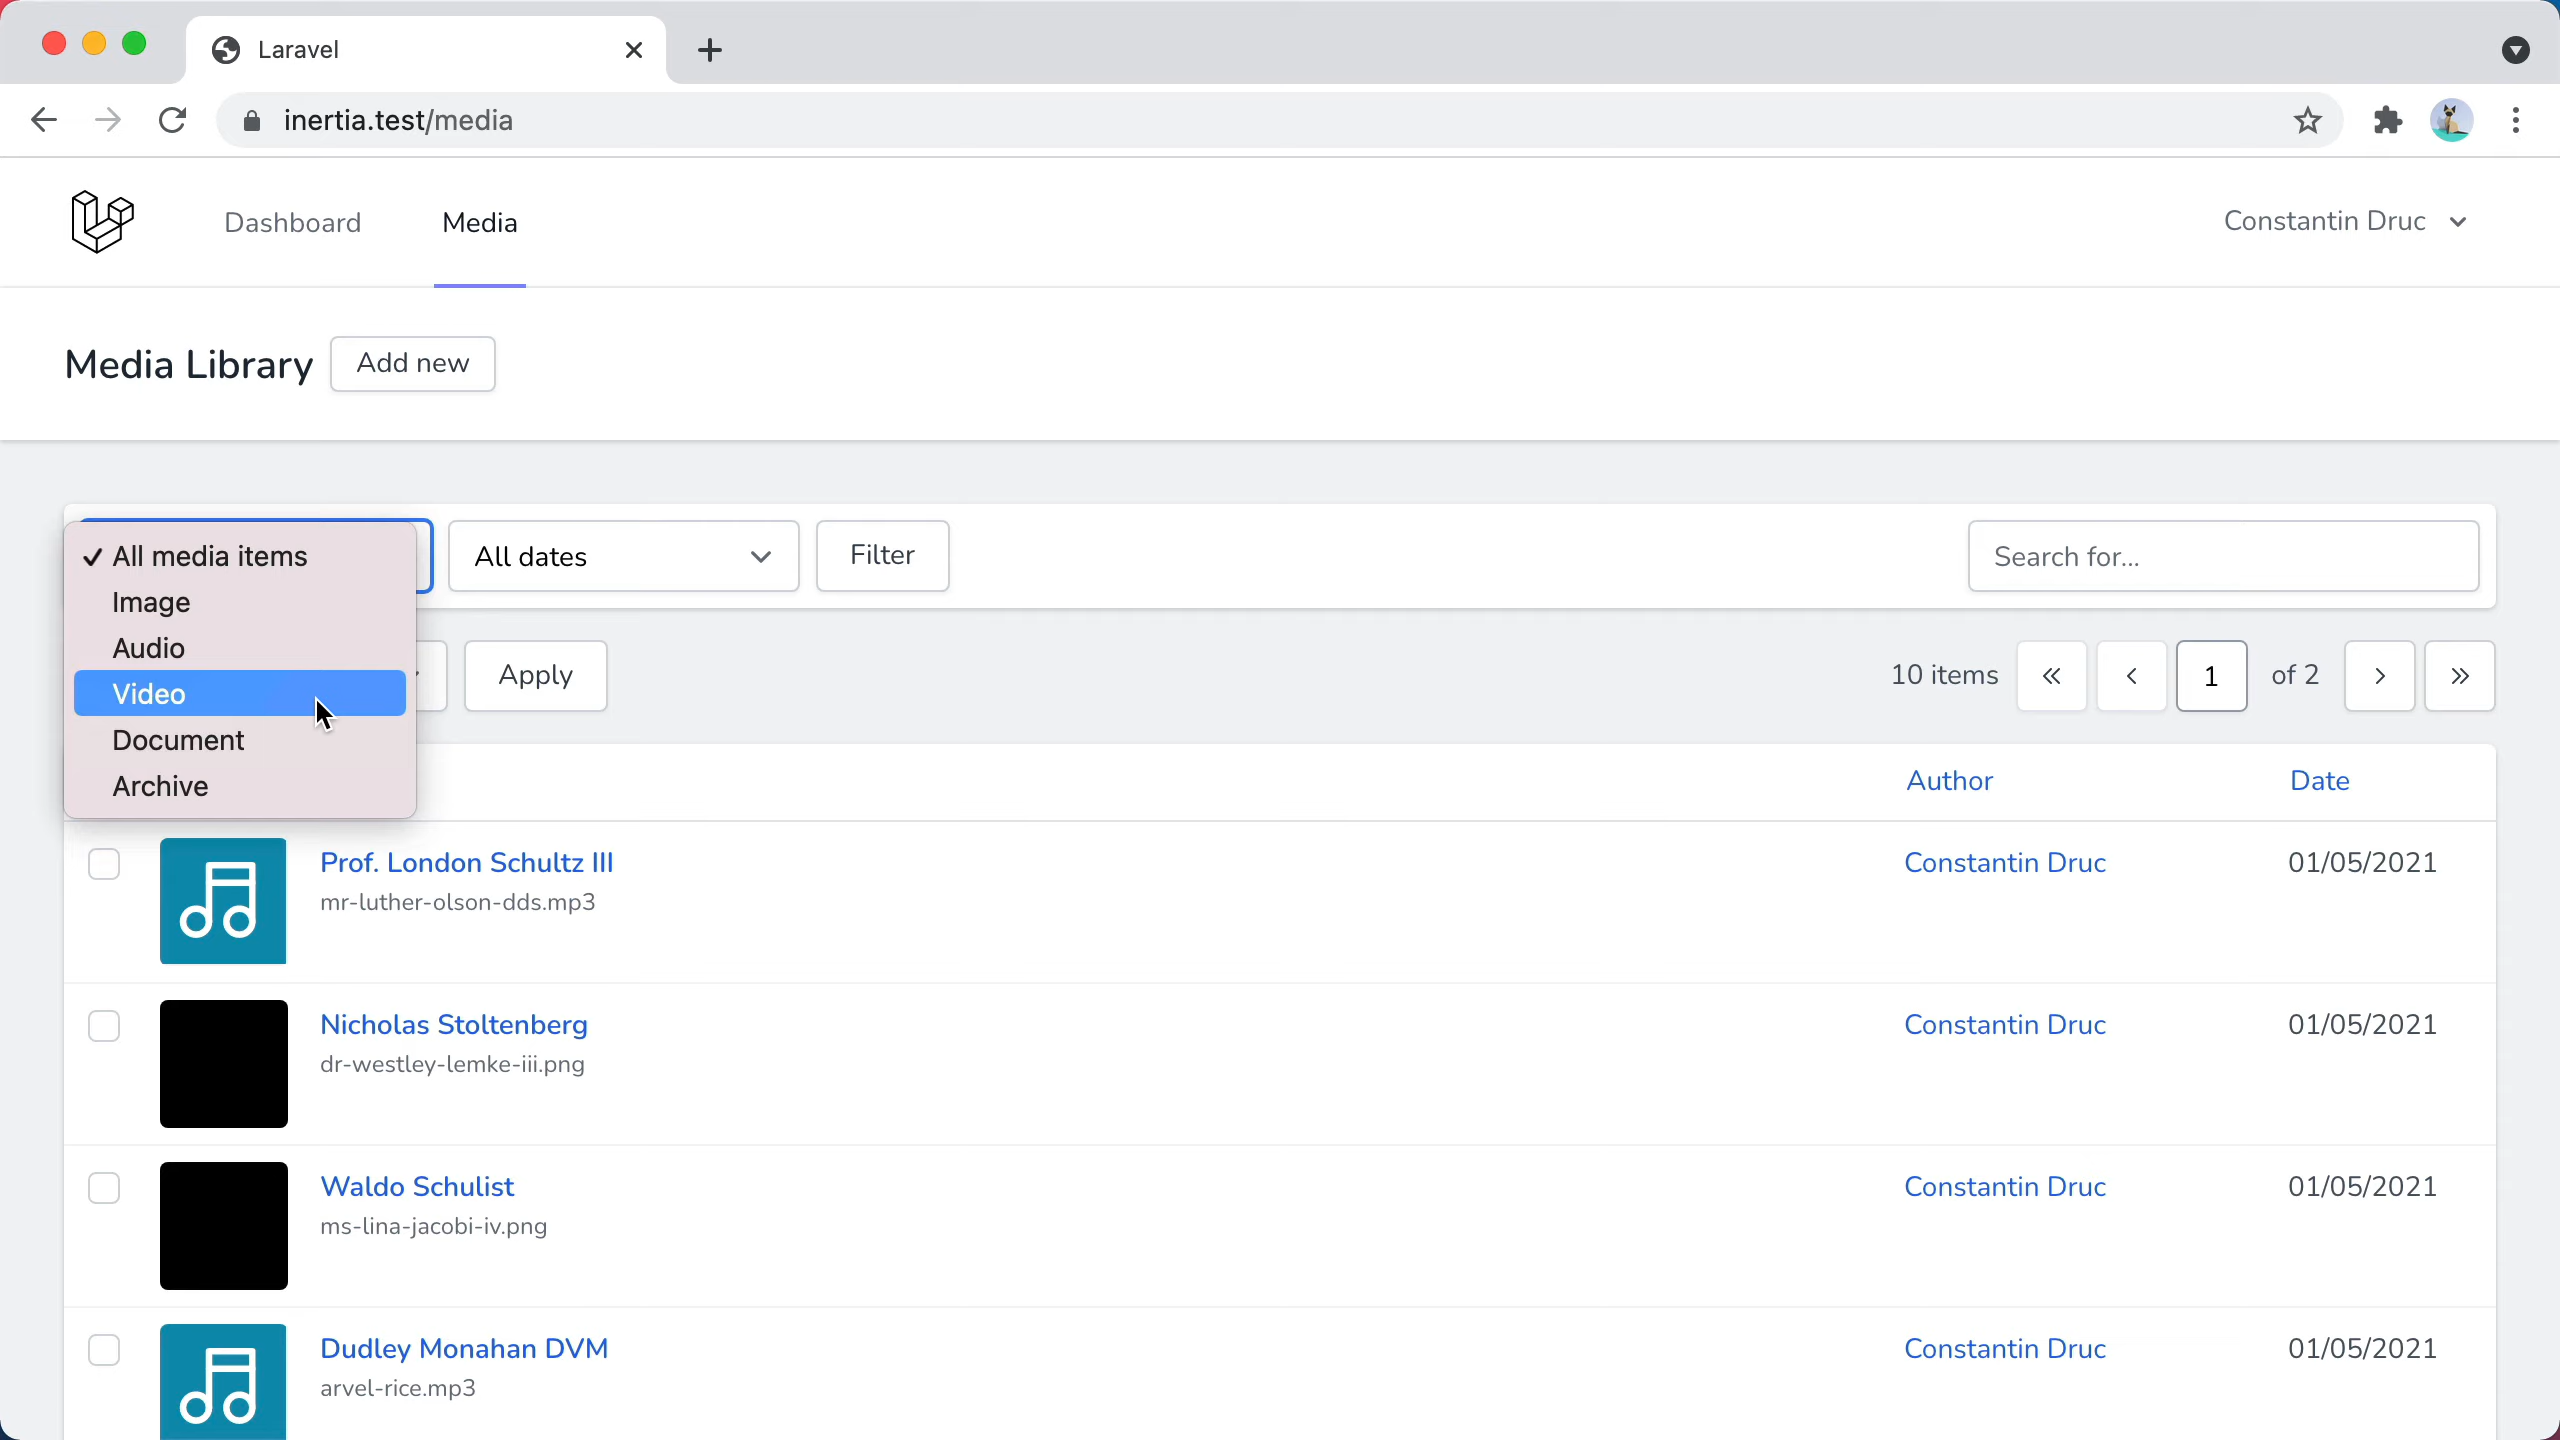 Laravel
inertia.test/media
Dashboard Media Constantin Druc
Media Library Add new
All media items All dates Filter Search for...
Image
Audio
Video
Document
Archive
Apply 10 items « ‹ 1 of 2 › »
Author Date
Prof. London Schultz III Constantin Druc 01/05/2021
mr-luther-olson-dds.mp3
Nicholas Stoltenberg Constantin Druc 01/05/2021
dr-westley-lemke-iii.png
Waldo Schulist Constantin Druc 01/05/2021
ms-lina-jacobi-iv.png
Dudley Monahan DVM Constantin Druc 01/05/2021
arvel-rice.mp3